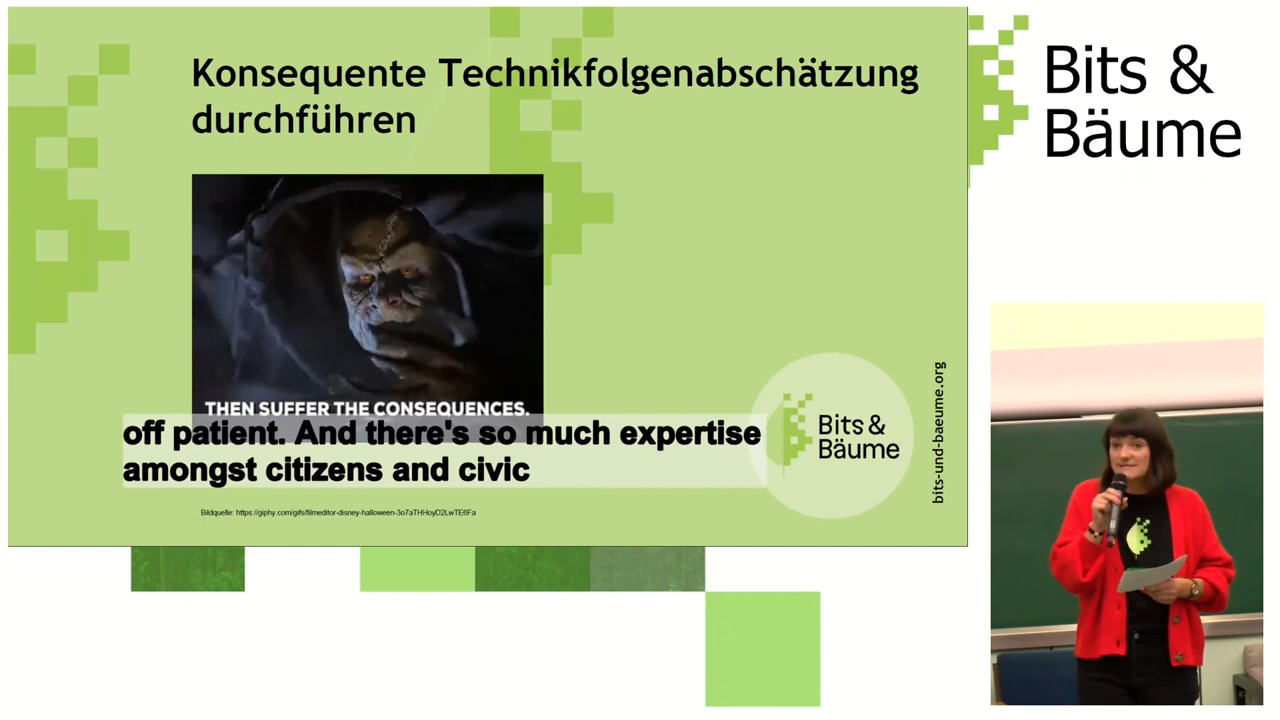 Konsequente Technikfolgenabschätzung
durchführen
THEN SUFFER THE CONSEQUENCES.
off patient. And there's so much expertise
amongst citizens and civic
Bildquelle: https://giphy.com/gifs/filmeditor-disney-halloween-3o7aTHHoyD2LwTE6Fa
Bits &
Bäume
bits-und-baeume.org
Bits &
Bäume